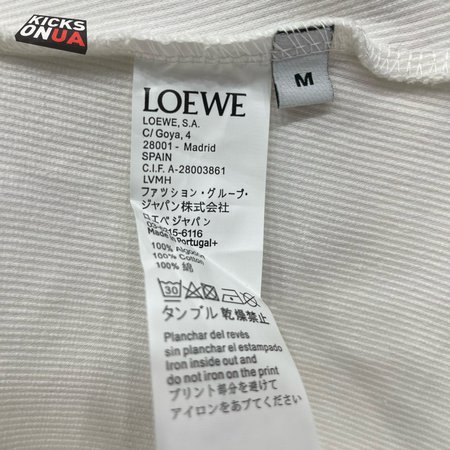 KICKS
ON UA
M
LOEWE
LOEWE, S.A.
C/ Goya, 4
28001 - Madrid
SPAIN
C.I.F. A-28003861
LVMH
ファッション・グループ・
ジャパン株式会社
ロエベジャパン
6116
Made in Portugal+
100% Algodon
100% Cotton
100% 綿
30
タンブル乾燥禁止
Planchar del revés
sin planchar el estampado
Iron inside out and
do not iron on the print
プリント部分を避けて
アイロンをあてください